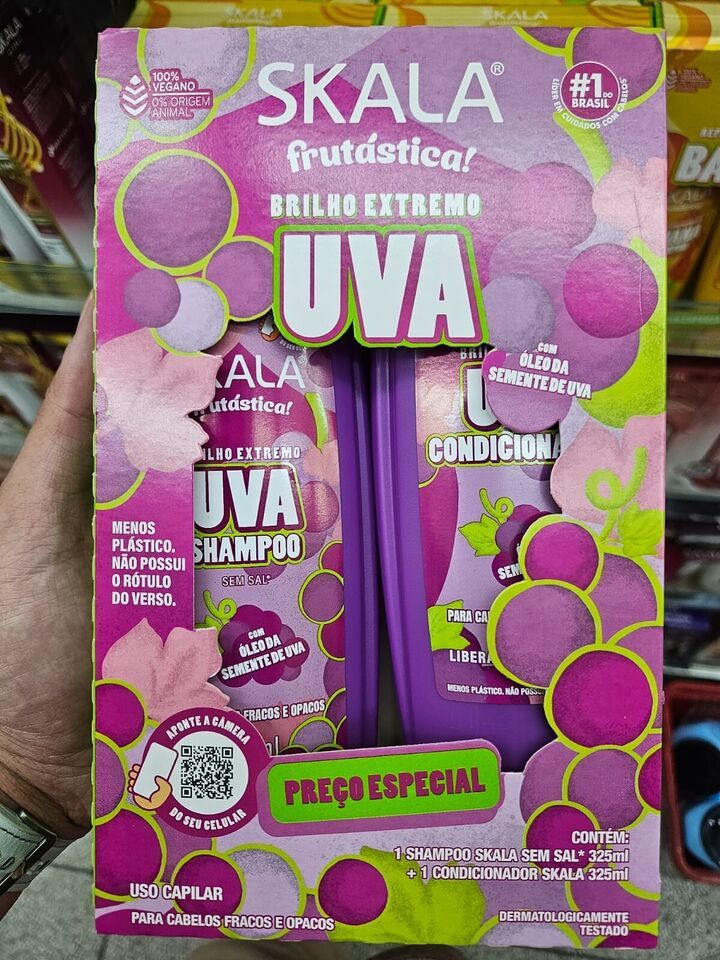 SKALA
SKALA
100%
VEGANO
0% ORIGEM
ANIMAL*
SKALA®
#1 DO
BRASIL
LÍDER EM CUIDADOS COM CABELOS
frutástica!
BRILHO EXTREMO
UVA
COM
ÓLEO DA
SEMENTE DE UVA
KALA
frutástica!
LHO EXTREMO
UVA
SHAMPOO
SEM SAL*
COM
ÓLEO DA
SEMENTE DE UVA
FRACOS E OPACOS
CONDICIONA
SEN
PARA CA
LIBERA
MENOS PLÁSTICO. NÃO POSSU
MENOS
PLÁSTICO.
NÃO POSSUI
O RÓTULO
DO VERSO.
APONTE A CÂMERA
DO SEU CELULAR
PREÇO ESPECIAL
CONTÉM:
1 SHAMPOO SKALA SEM SAL* 325ml
+ 1 CONDICIONADOR SKALA 325ml
USO CAPILAR
PARA CABELOS FRACOS E OPACOS
DERMATOLOGICAMENTE
TESTADO